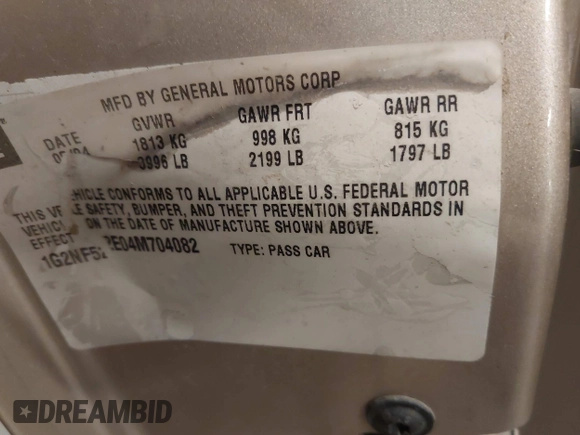 MFD BY GENERAL MOTORS CORP
DATE GVWR GAWR FRT GAWR RR
1813 KG 998 KG 815 KG
3996 LB 2199 LB 1797 LB
CONFORMS TO ALL APPLICABLE U.S. FEDERAL MOTOR
SAFETY, BUMPER, AND THEFT PREVENTION STANDARDS IN
ON THE DATE OF MANUFACTURE SHOWN ABOVE.
THIS
EFFECT
E04M704082 TYPE: PASS CAR
DREAMBID